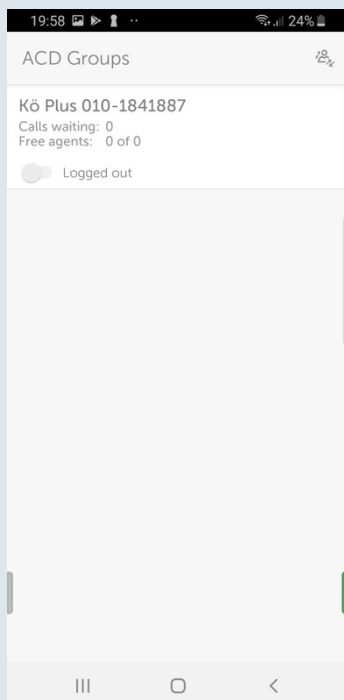 19:58 24%
ACD Groups
Kö Plus 010-1841887
Calls waiting: 0
Free agents: 0 of 0
Logged out